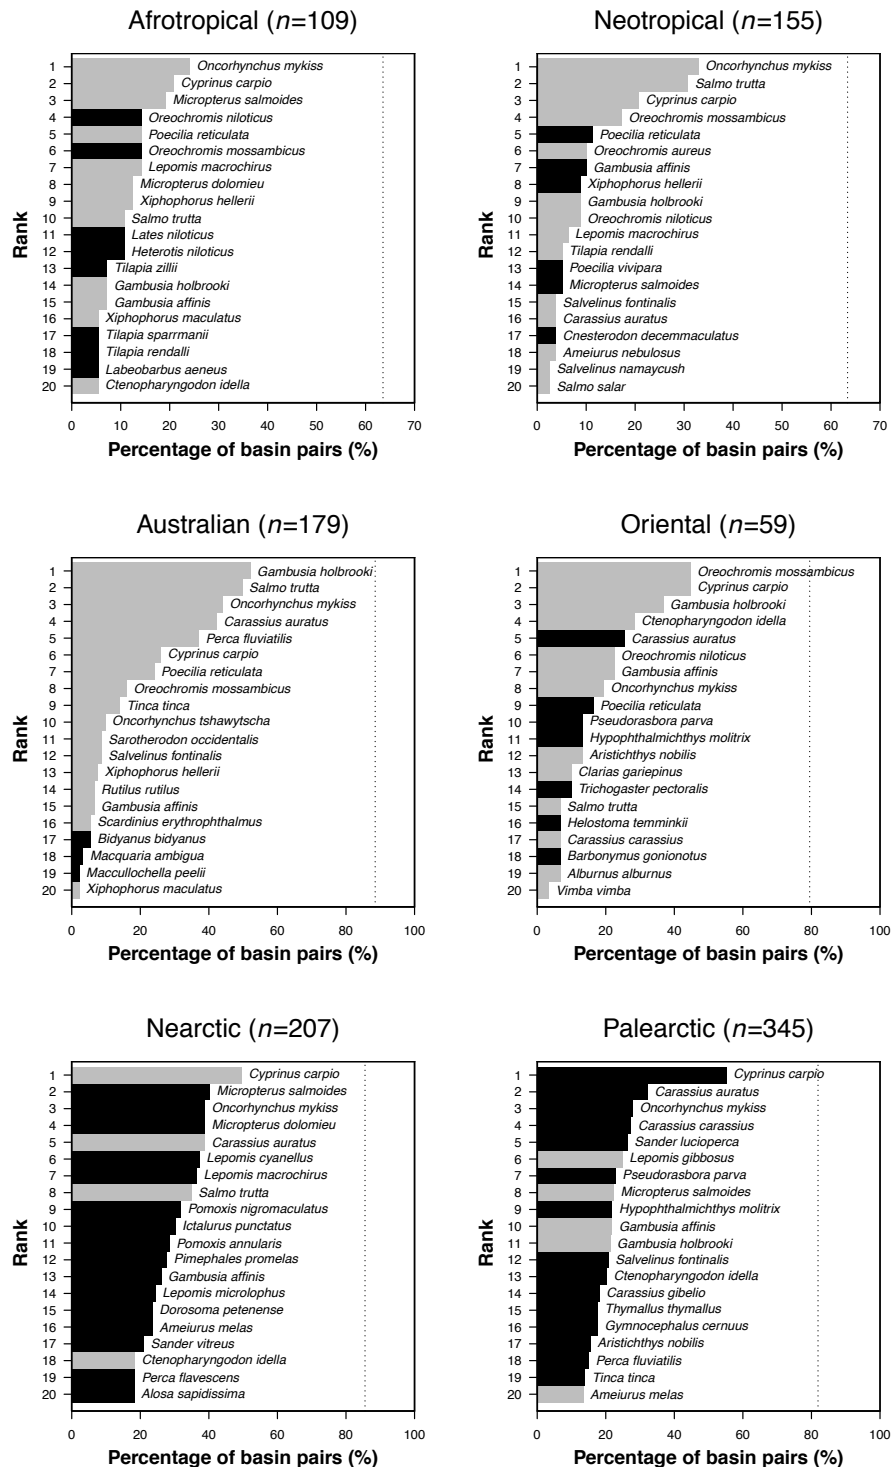 Afrotropical (n=109)
Rank
1 Oncorhynchus mykiss
2 Cyprinus carpio
3 Micropterus salmoides
4 Oreochromis niloticus
5 Poecilia reticulata
6 Oreochromis mossambicus
7 Lepomis macrochirus
8 Micropterus dolomieu
9 Xiphophorus hellerii
10 Salmo trutta
11 Lates niloticus
12 Heterotis niloticus
13 Tilapia zillii
14 Gambusia holbrooki
15 Gambusia affinis
16 Xiphophorus maculatus
17 Tilapia sparrmanii
18 Tilapia rendalli
19 Labeobarbus aeneus
20 Ctenopharyngodon idella
0 10 20 30 40 50 60 70
Percentage of basin pairs (%)
Neotropical (n=155)
Rank
1 Oncorhynchus mykiss
2 Salmo trutta
3 Cyprinus carpio
4 Oreochromis mossambicus
5 Poecilia reticulata
6 Oreochromis aureus
7 Gambusia affinis
8 Xiphophorus hellerii
9 Gambusia holbrooki
10 Oreochromis niloticus
11 Lepomis macrochirus
12 Tilapia rendalli
13 Poecilia vivipara
14 Micropterus salmoides
15 Salvelinus fontinalis
16 Carassius auratus
17 Cnesterodon decemmaculatus
18 Ameiurus nebulosus
19 Salvelinus namaycush
20 Salmo salar
0 10 20 30 40 50 60 70
Percentage of basin pairs (%)
Australian (n=179)
Rank
1 Gambusia holbrooki
2 Salmo trutta
3 Oncorhynchus mykiss
4 Carassius auratus
5 Perca fluviatilis
6 Cyprinus carpio
7 Poecilia reticulata
8 Oreochromis mossambicus
9 Tinca tinca
10 Oncorhynchus tshawytscha
11 Sarotherodon occidentalis
12 Salvelinus fontinalis
13 Xiphophorus hellerii
14 Rutilus rutilus
15 Gambusia affinis
16 Scardinius erythrophthalmus
17 Bidyanus bidyanus
18 Macquaria ambigua
19 Maccullochella peelii
20 Xiphophorus maculatus
0 20 40 60 80 100
Percentage of basin pairs (%)
Oriental (n=59)
Rank
1 Oreochromis mossambicus
2 Cyprinus carpio
3 Gambusia holbrooki
4 Ctenopharyngodon idella
5 Carassius auratus
6 Oreochromis niloticus
7 Gambusia affinis
8 Oncorhynchus mykiss
9 Poecilia reticulata
10 Pseudorasbora parva
11 Hypophthalmichthys molitrix
12 Aristichthys nobilis
13 Clarias gariepinus
14 Trichogaster pectoralis
15 Salmo trutta
16 Helostoma temminkii
17 Carassius carassius
18 Barbonymus gonionotus
19 Alburnus alburnus
20 Vimba vimba
0 20 40 60 80 100
Percentage of basin pairs (%)
Nearctic (n=207)
Rank
1 Cyprinus carpio
2 Micropterus salmoides
3 Oncorhynchus mykiss
4 Micropterus dolomieu
5 Carassius auratus
6 Lepomis cyanellus
7 Lepomis macrochirus
8 Salmo trutta
9 Pomoxis nigromaculatus
10 Ictalurus punctatus
11 Pomoxis annularis
12 Pimephales promelas
13 Gambusia affinis
14 Lepomis microlophus
15 Dorosoma petenense
16 Ameiurus melas
17 Sander vitreus
18 Ctenopharyngodon idella
19 Perca flavescens
20 Alosa sapidissima
0 20 40 60 80 100
Percentage of basin pairs (%)
Palearctic (n=345)
Rank
1 Cyprinus carpio
2 Carassius auratus
3 Oncorhynchus mykiss
4 Carassius carassius
5 Sander lucioperca
6 Lepomis gibbosus
7 Pseudorasbora parva
8 Micropterus salmoides
9 Hypophthalmichthys molitrix
10 Gambusia affinis
11 Gambusia holbrooki
12 Salvelinus fontinalis
13 Ctenopharyngodon idella
14 Carassius gibelio
15 Thymallus thymallus
16 Gymnocephalus cernuus
17 Aristichthys nobilis
18 Perca fluviatilis
19 Tinca tinca
20 Ameiurus melas
0 20 40 60 80 100
Percentage of basin pairs (%)